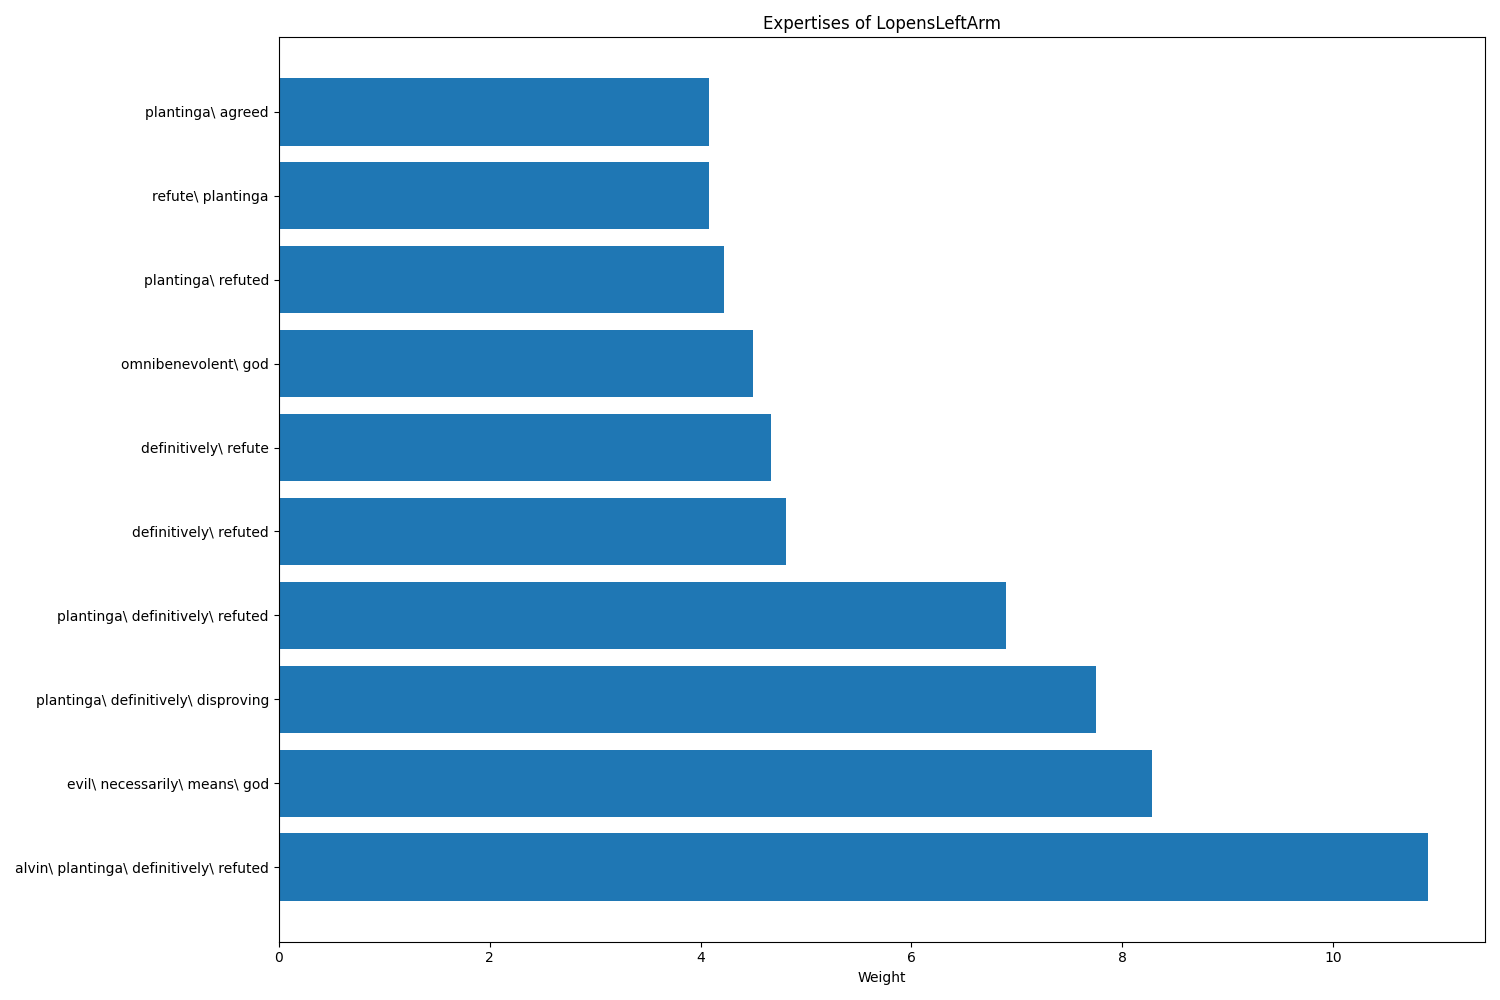 Expertises of LopensLeftArm
plantinga\ agreed
refute\ plantinga
plantinga\ refuted
omnibenevolent\ god
definitively\ refute
definitively\ refuted
plantinga\ definitively\ refuted
plantinga\ definitively\ disproving
evil\ necessarily\ means\ god
alvin\ plantinga\ definitively\ refuted
0 2 4 6 8 10
Weight